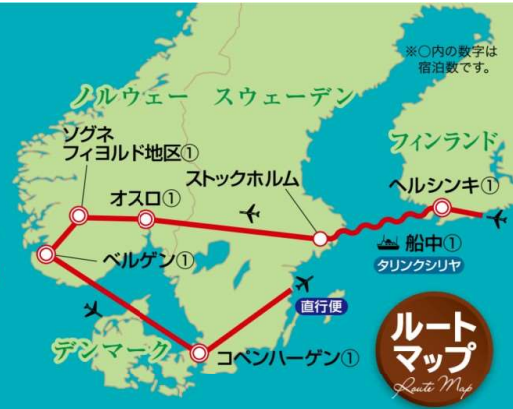 ※○内の数字は
宿泊数です。
ノルウェー スウェーデン
フィンランド
ソグネ
フィヨルド地区①
オスロ①
ストックホルム
ヘルシンキ①
船中①
タリンクシリヤ
ベルゲン①
直行便
デンマーク
コペンハーゲン①
ルート
マップ
Route Map